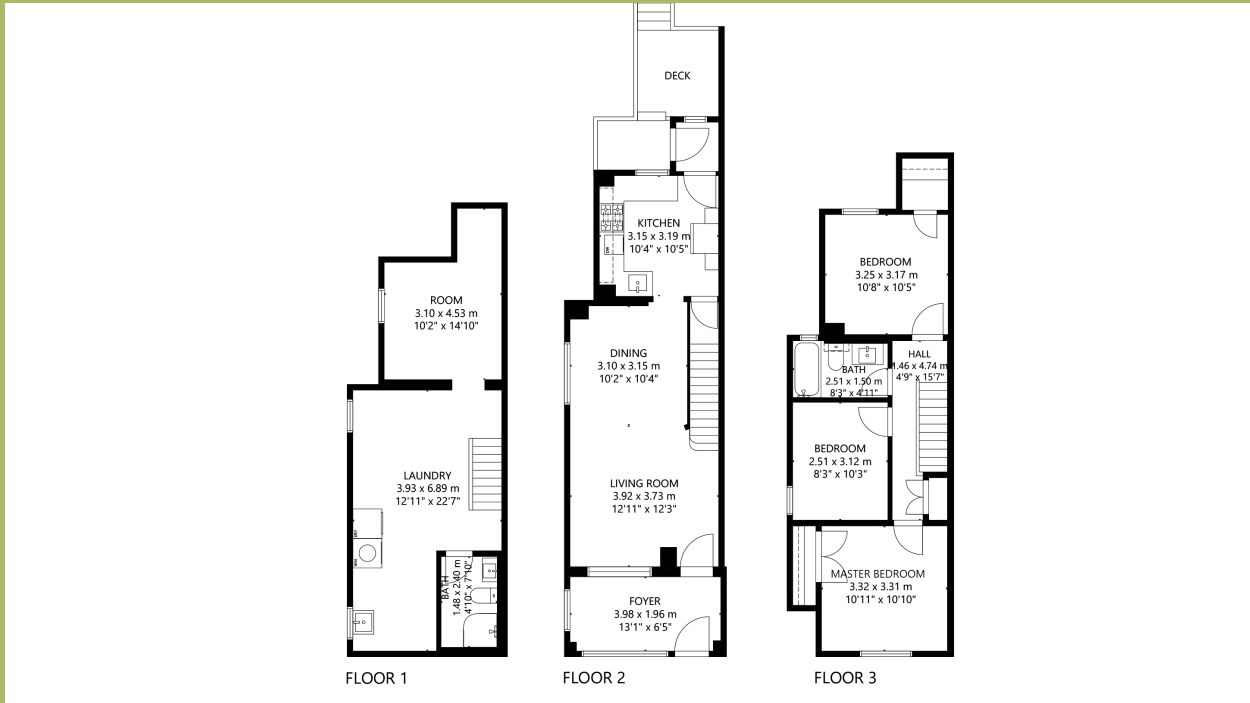 ROOM
3.10 x 4.53 m
10'2" x 14'10"
LAUNDRY
3.93 x 6.89 m
12'11" x 22'7"
DRY
WM
BATH
1.48 x 2.40 m
4'10" x 7'10"
FLOOR 1
DECK
KITCHEN
3.15 x 3.19 m
10'4" x 10'5"
DW
DINING
3.10 x 3.15 m
10'2" x 10'4"
LIVING ROOM
3.92 x 3.73 m
12'11" x 12'3"
FOYER
3.98 x 1.96 m
13'1" x 6'5"
FLOOR 2
BEDROOM
3.25 x 3.17 m
10'8" x 10'5"
HALL
1.46 x 4.74 m
4'9" x 15'7"
BATH
2.51 x 1.50 m
8'3" x 4'11"
BEDROOM
2.51 x 3.12 m
8'3" x 10'3"
MASTER BEDROOM
3.32 x 3.31 m
10'11" x 10'10"
FLOOR 3